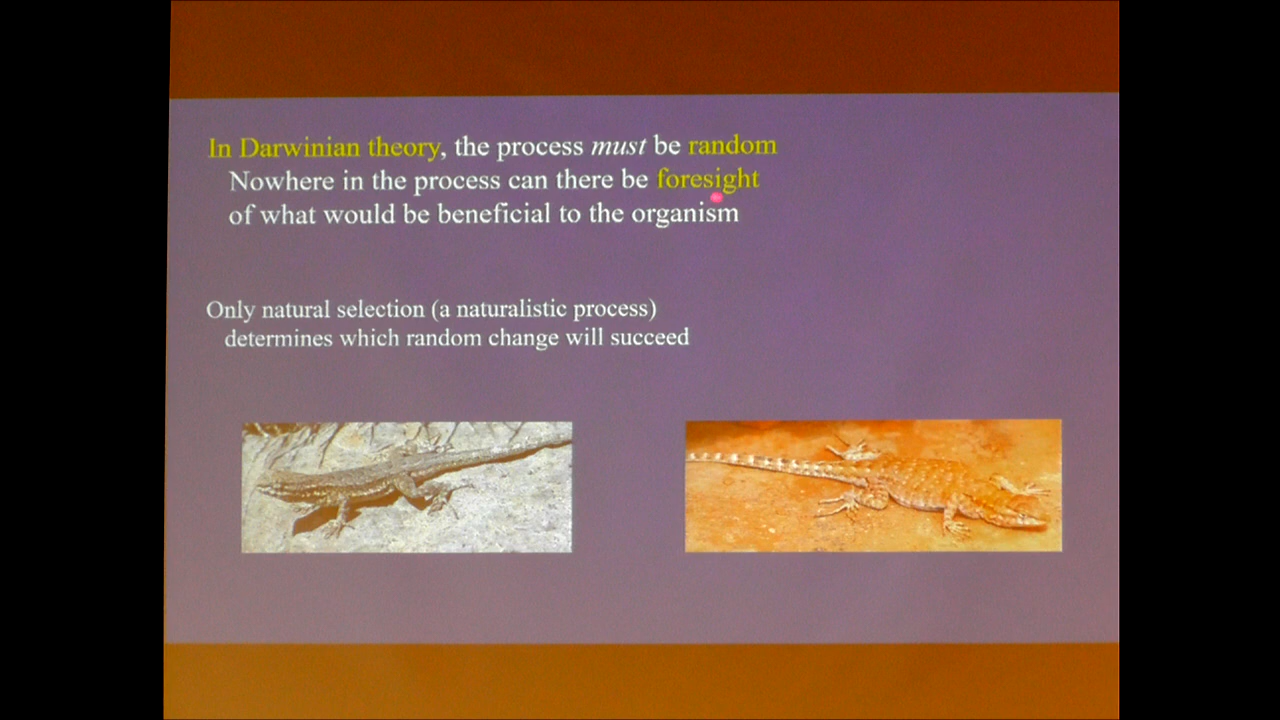 In Darwinian theory, the process must be random
Nowhere in the process can there be foresight
of what would be beneficial to the organism
Only natural selection (a naturalistic process)
determines which random change will succeed